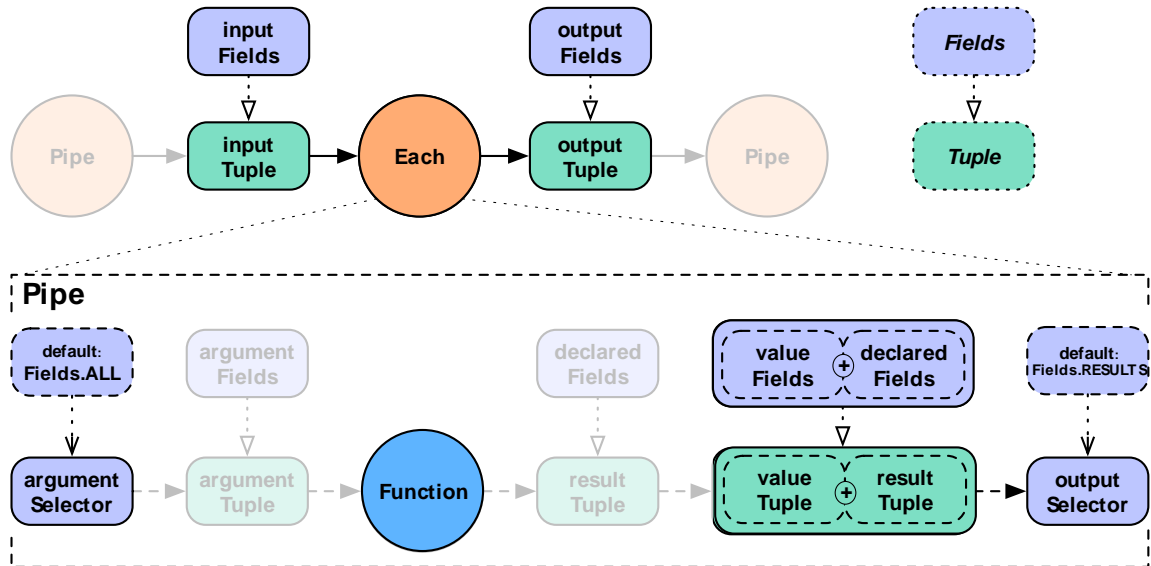 input
Fields
output
Fields
Fields
Pipe
input
Tuple
Each
output
Tuple
Pipe
Tuple
Pipe
default:
Fields.ALL
argument
Fields
declared
Fields
value
Fields
+
declared
Fields
default:
Fields.RESULTS
argument
Selector
argument
Tuple
Function
result
Tuple
value
Tuple
+
result
Tuple
output
Selector